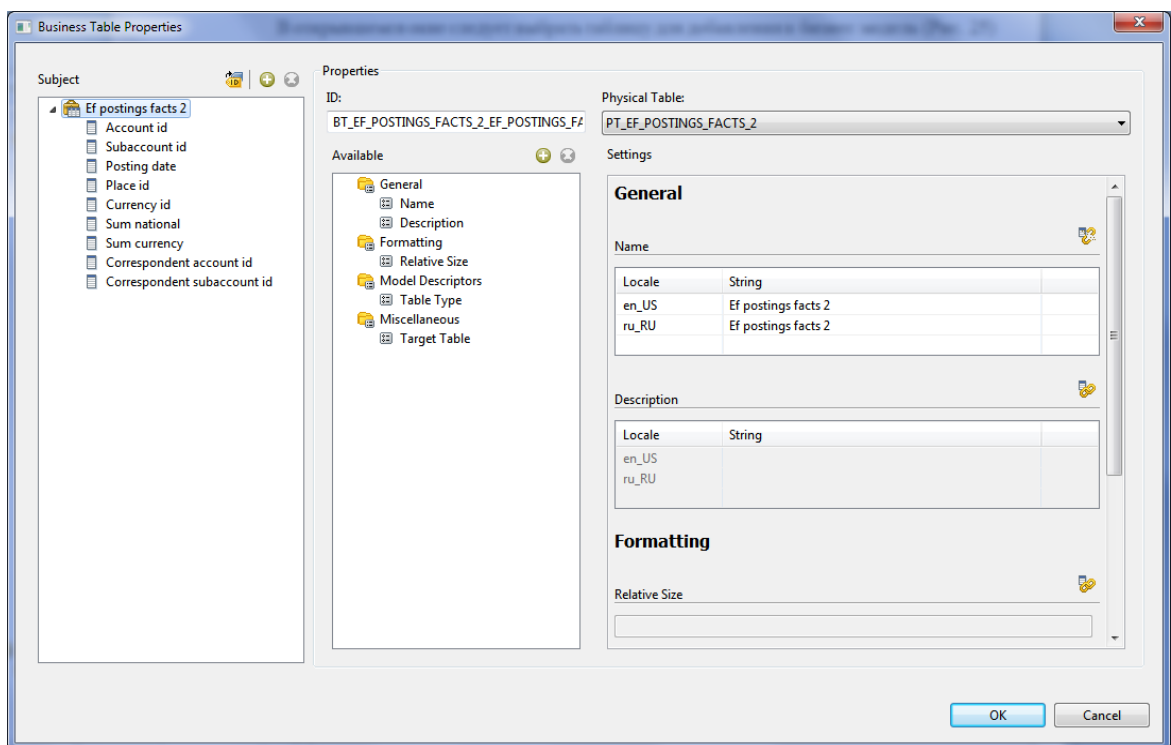 Business Table Properties
Subject
Ef postings facts 2
Account id
Subaccount id
Posting date
Place id
Currency id
Sum national
Sum currency
Correspondent account id
Correspondent subaccount id
Properties
ID:
BT_EF_POSTINGS_FACTS_2_EF_POSTINGS_FA
Physical Table:
PT_EF_POSTINGS_FACTS_2
Available
General
Name
Description
Formatting
Relative Size
Model Descriptors
Table Type
Miscellaneous
Target Table
Settings
General
Name
Locale String
en_US Ef postings facts 2
ru_RU Ef postings facts 2
Description
Locale String
en_US
ru_RU
Formatting
Relative Size
OK Cancel